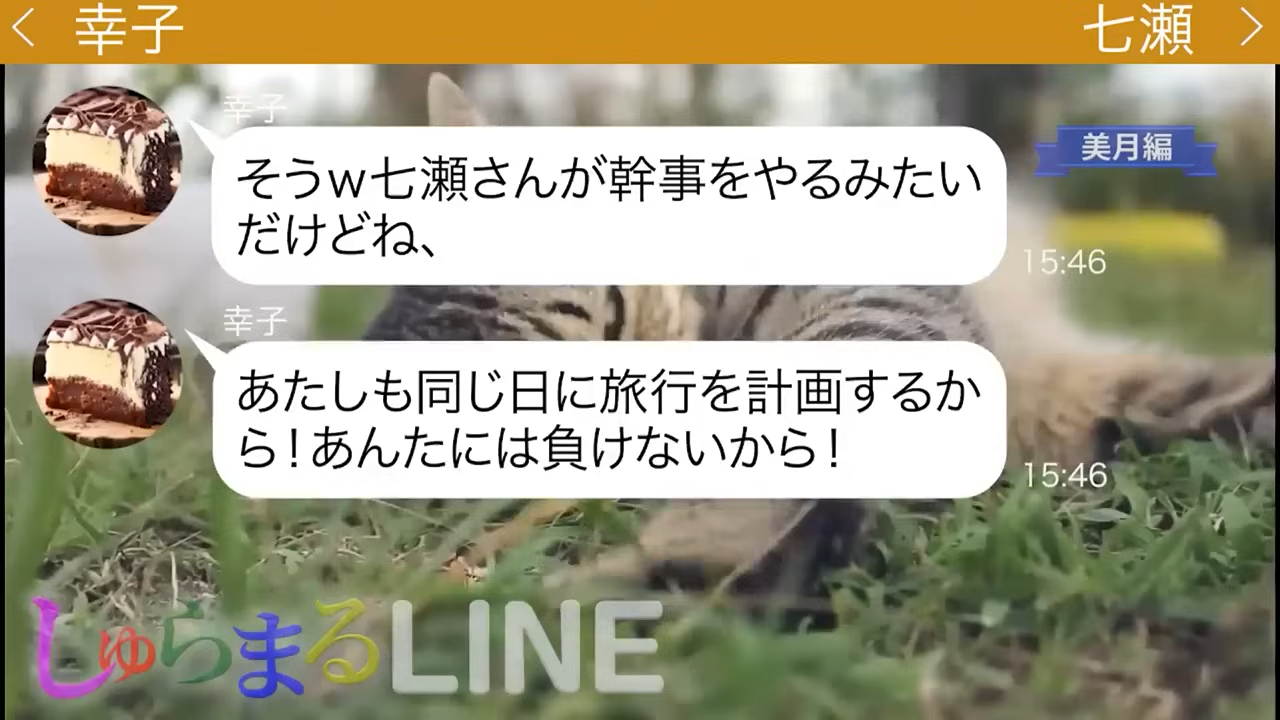 幸子
七瀬
幸子
美月編
そうw七瀬さんが幹事をやるみたい
だけどね、
15:46
幸子
あたしも同じ日に旅行を計画するか
ら!あんたには負けないから!
15:46
しゅらまるLINE